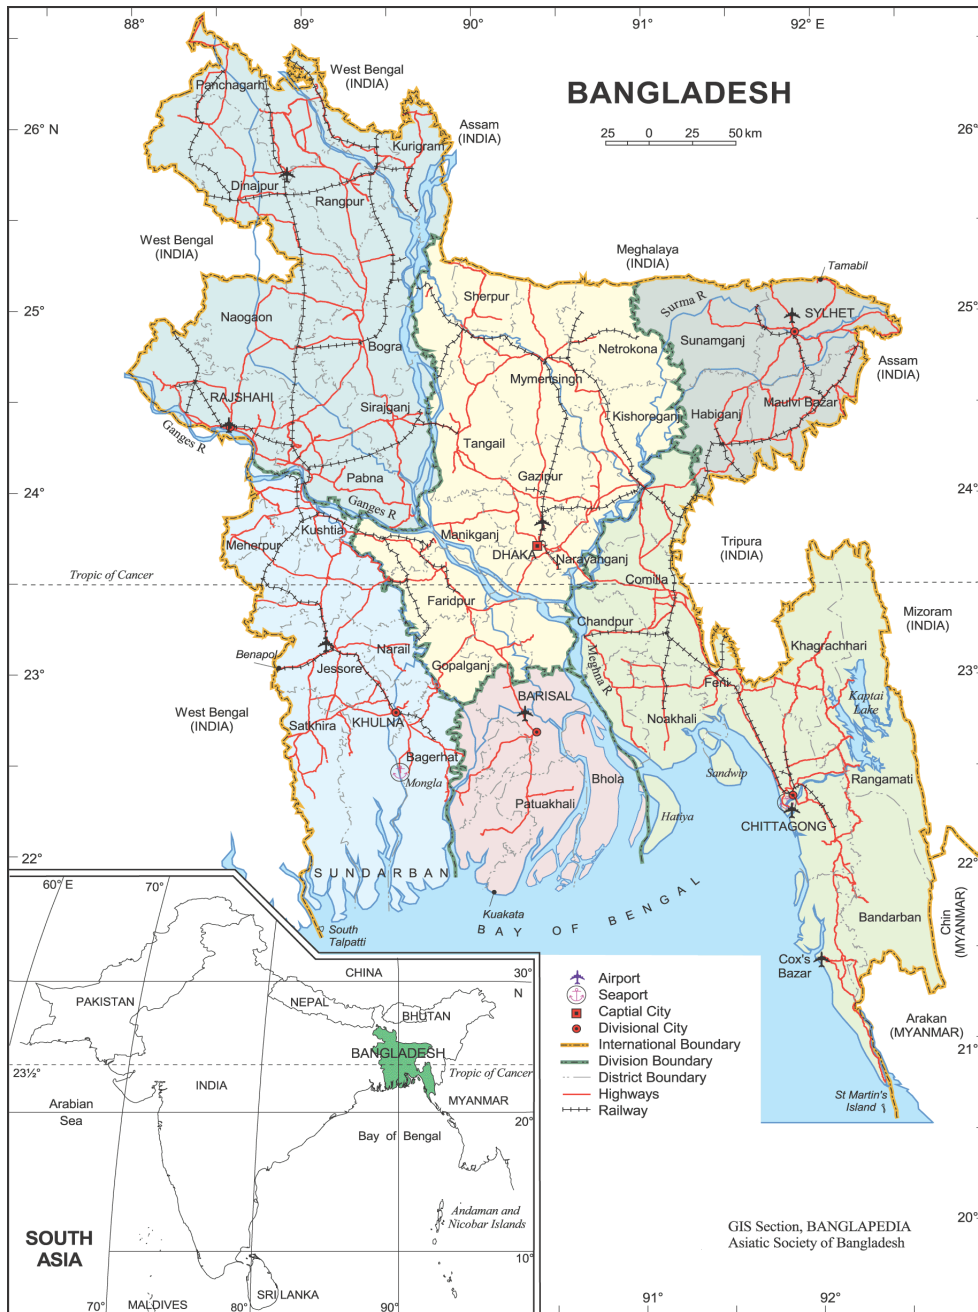 88°
89°
90°
91°
92° E
BANGLADESH
25
0
25
50 km
West Bengal
(INDIA)
Panchagarh
Assam
(INDIA)
26° N
26°
Kurigram
Dinajpur
Rangpur
West Bengal
(INDIA)
Meghalaya
(INDIA)
Tamabil
Sherpur
Surma R
SYLHET
25°
25°
Naogaon
Bogra
Netrokona
Sunamganj
Assam
(INDIA)
Mymensingh
RAJSHAHI
Sirajganj
Kishoreganj
Habiganj
Maulvi Bazar
Ganges R
Tangail
Gazipur
Pabna
24°
24°
Ganges R
Kushtia
Manikganj
Meherpur
DHAKA
Narayanganj
Tripura
(INDIA)
Tropic of Cancer
Comilla
Faridpur
Mizoram
(INDIA)
Chandpur
Benapol
Narail
Khagrachhari
Jessore
Gopalganj
Meghna R
Feni
23°
23°
Kaptai
Lake
West Bengal
(INDIA)
Satkhira
KHULNA
BARISAL
Noakhali
Bagerhat
Mongla
Bhola
Sandwip
Rangamati
Patuakhali
Hatiya
CHITTAGONG
22°
22°
SUNDARBAN
Kuakata
BAY OF BENGAL
Bandarban
Chin
(MYANMAR)
South
Talpatti
Cox's
Bazar
Arakan
(MYANMAR)
21°
St Martin's
Island
20°
Airport
Seaport
Captial City
Divisional City
International Boundary
Division Boundary
District Boundary
Highways
Railway
GIS Section, BANGLAPEDIA
Asiatic Society of Bangladesh
91°
92°
60° E
70°
CHINA
30°
N
PAKISTAN
NEPAL
BHUTAN
BANGLADESH
23½°
INDIA
Tropic of Cancer
MYANMAR
Arabian
Sea
20°
Bay of Bengal
Andaman and
Nicobar Islands
SOUTH
ASIA
10°
SRI LANKA
MALDIVES
70°
80°
90°